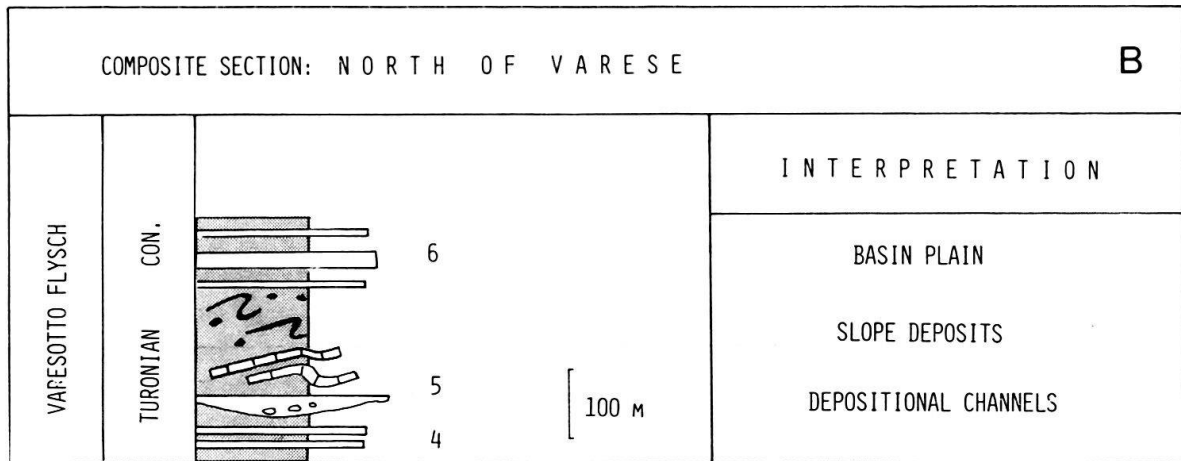 COMPOSITE SECTION: NORTH OF VARESE
B
INTERPRETATION
VARESOTTO FLYSCH
TURONIAN CON.
6
BASIN PLAIN
SLOPE DEPOSITS
5
100 M
DEPOSITIONAL CHANNELS
4